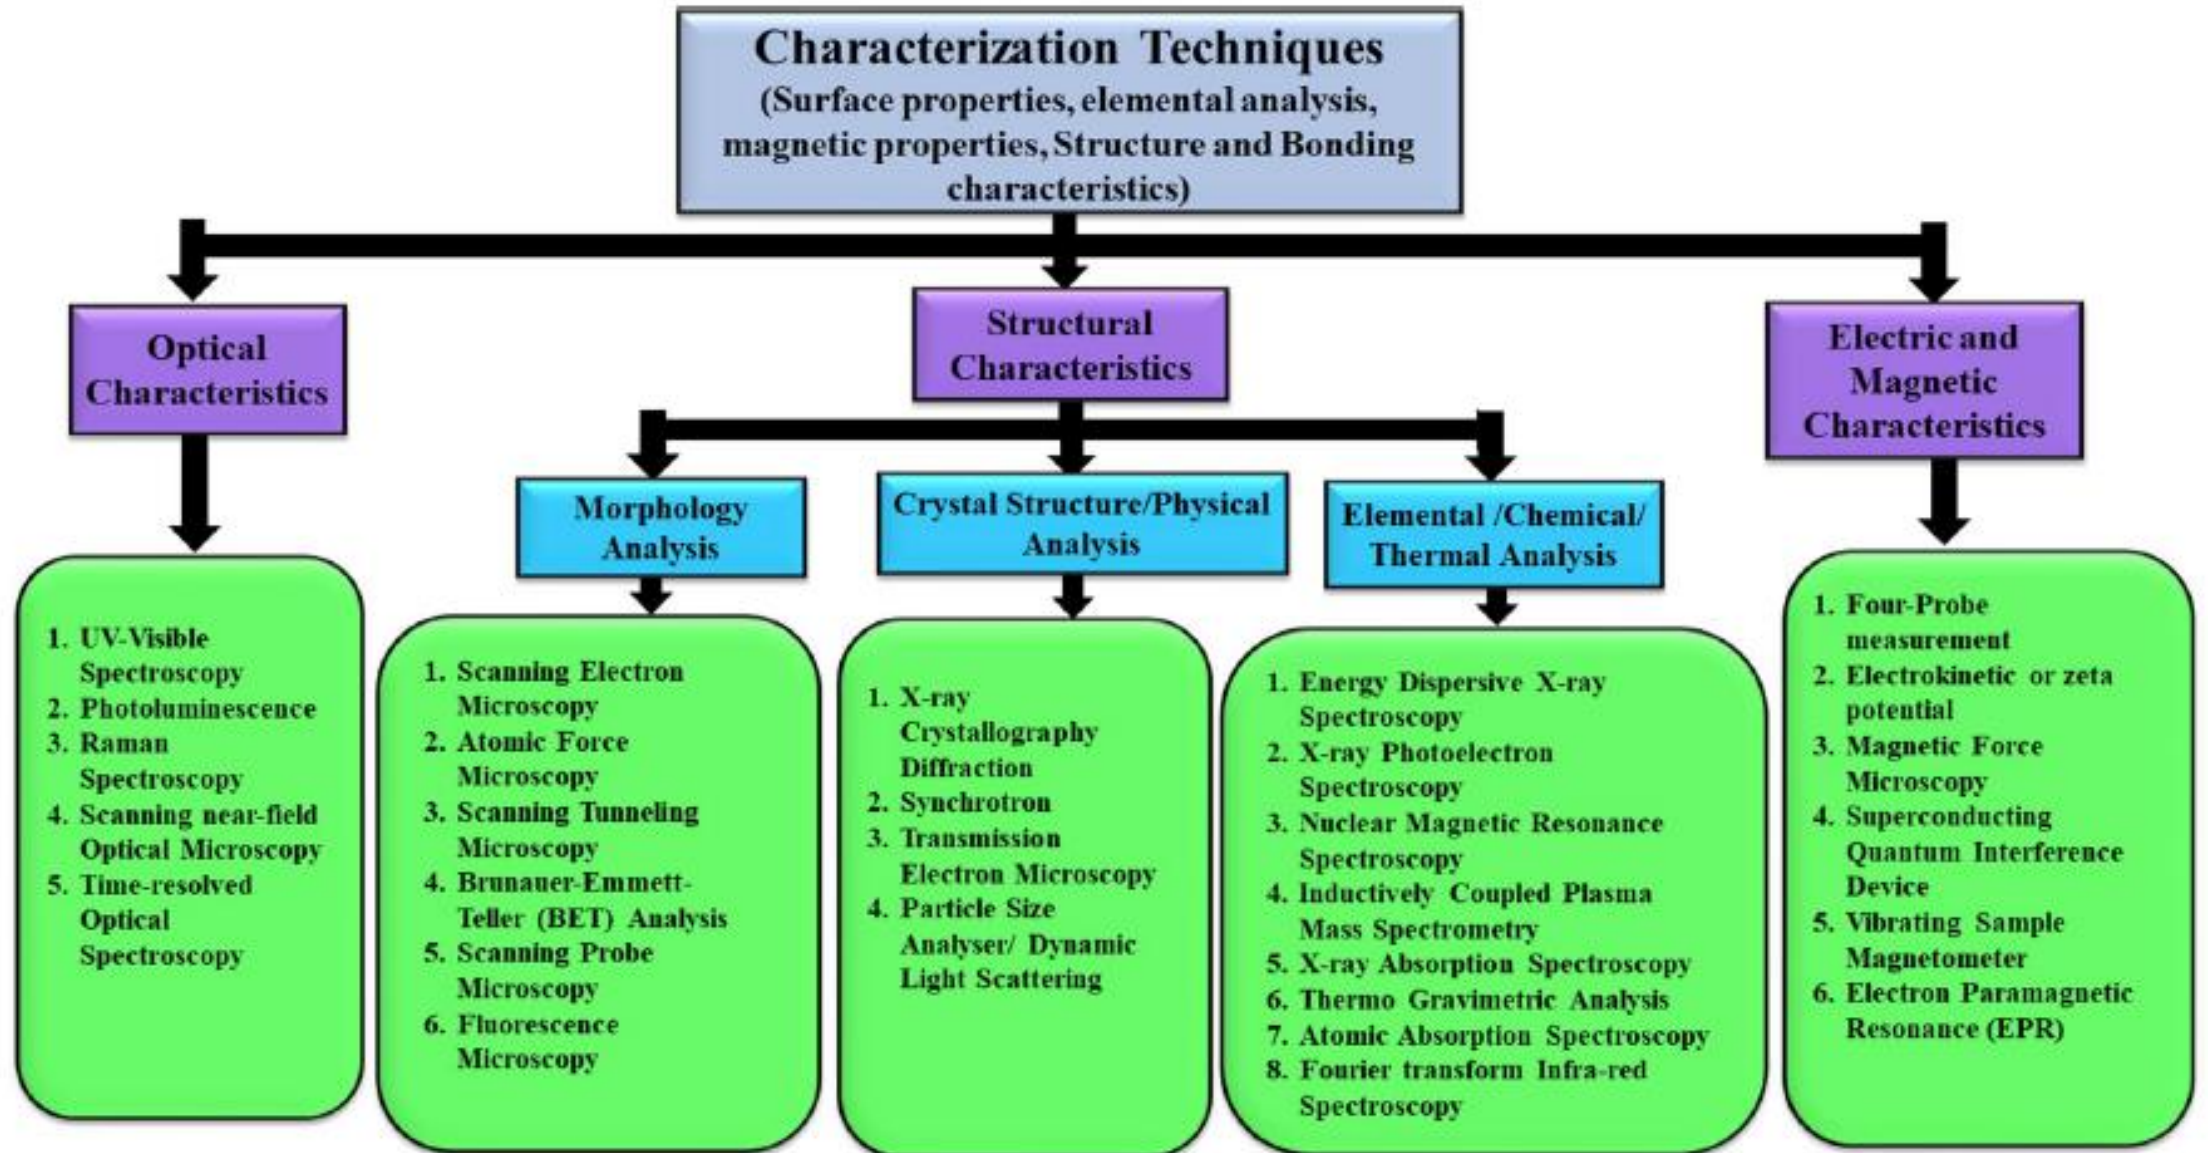 Characterization Techniques
(Surface properties, elemental analysis,
magnetic properties, Structure and Bonding
characteristics)
Optical
Characteristics
Structural
Characteristics
Electric and
Magnetic
Characteristics
Morphology
Analysis
Crystal Structure/Physical
Analysis
Elemental /Chemical/
Thermal Analysis
1. UV-Visible
Spectroscopy
2. Photoluminescence
3. Raman
Spectroscopy
4. Scanning near-field
Optical Microscopy
5. Time-resolved
Optical
Spectroscopy
1. Scanning Electron
Microscopy
2. Atomic Force
Microscopy
3. Scanning Tunneling
Microscopy
4. Brunauer-Emmett-
Teller (BET) Analysis
5. Scanning Probe
Microscopy
6. Fluorescence
Microscopy
1. X-ray
Crystallography
Diffraction
2. Synchrotron
3. Transmission
Electron Microscopy
4. Particle Size
Analyser/ Dynamic
Light Scattering
1. Energy Dispersive X-ray
Spectroscopy
2. X-ray Photoelectron
Spectroscopy
3. Nuclear Magnetic Resonance
Spectroscopy
4. Inductively Coupled Plasma
Mass Spectrometry
5. X-ray Absorption Spectroscopy
6. Thermo Gravimetric Analysis
7. Atomic Absorption Spectroscopy
8. Fourier transform Infra-red
Spectroscopy
1. Four-Probe
measurement
2. Electrokinetic or zeta
potential
3. Magnetic Force
Microscopy
4. Superconducting
Quantum Interference
Device
5. Vibrating Sample
Magnetometer
6. Electron Paramagnetic
Resonance (EPR)